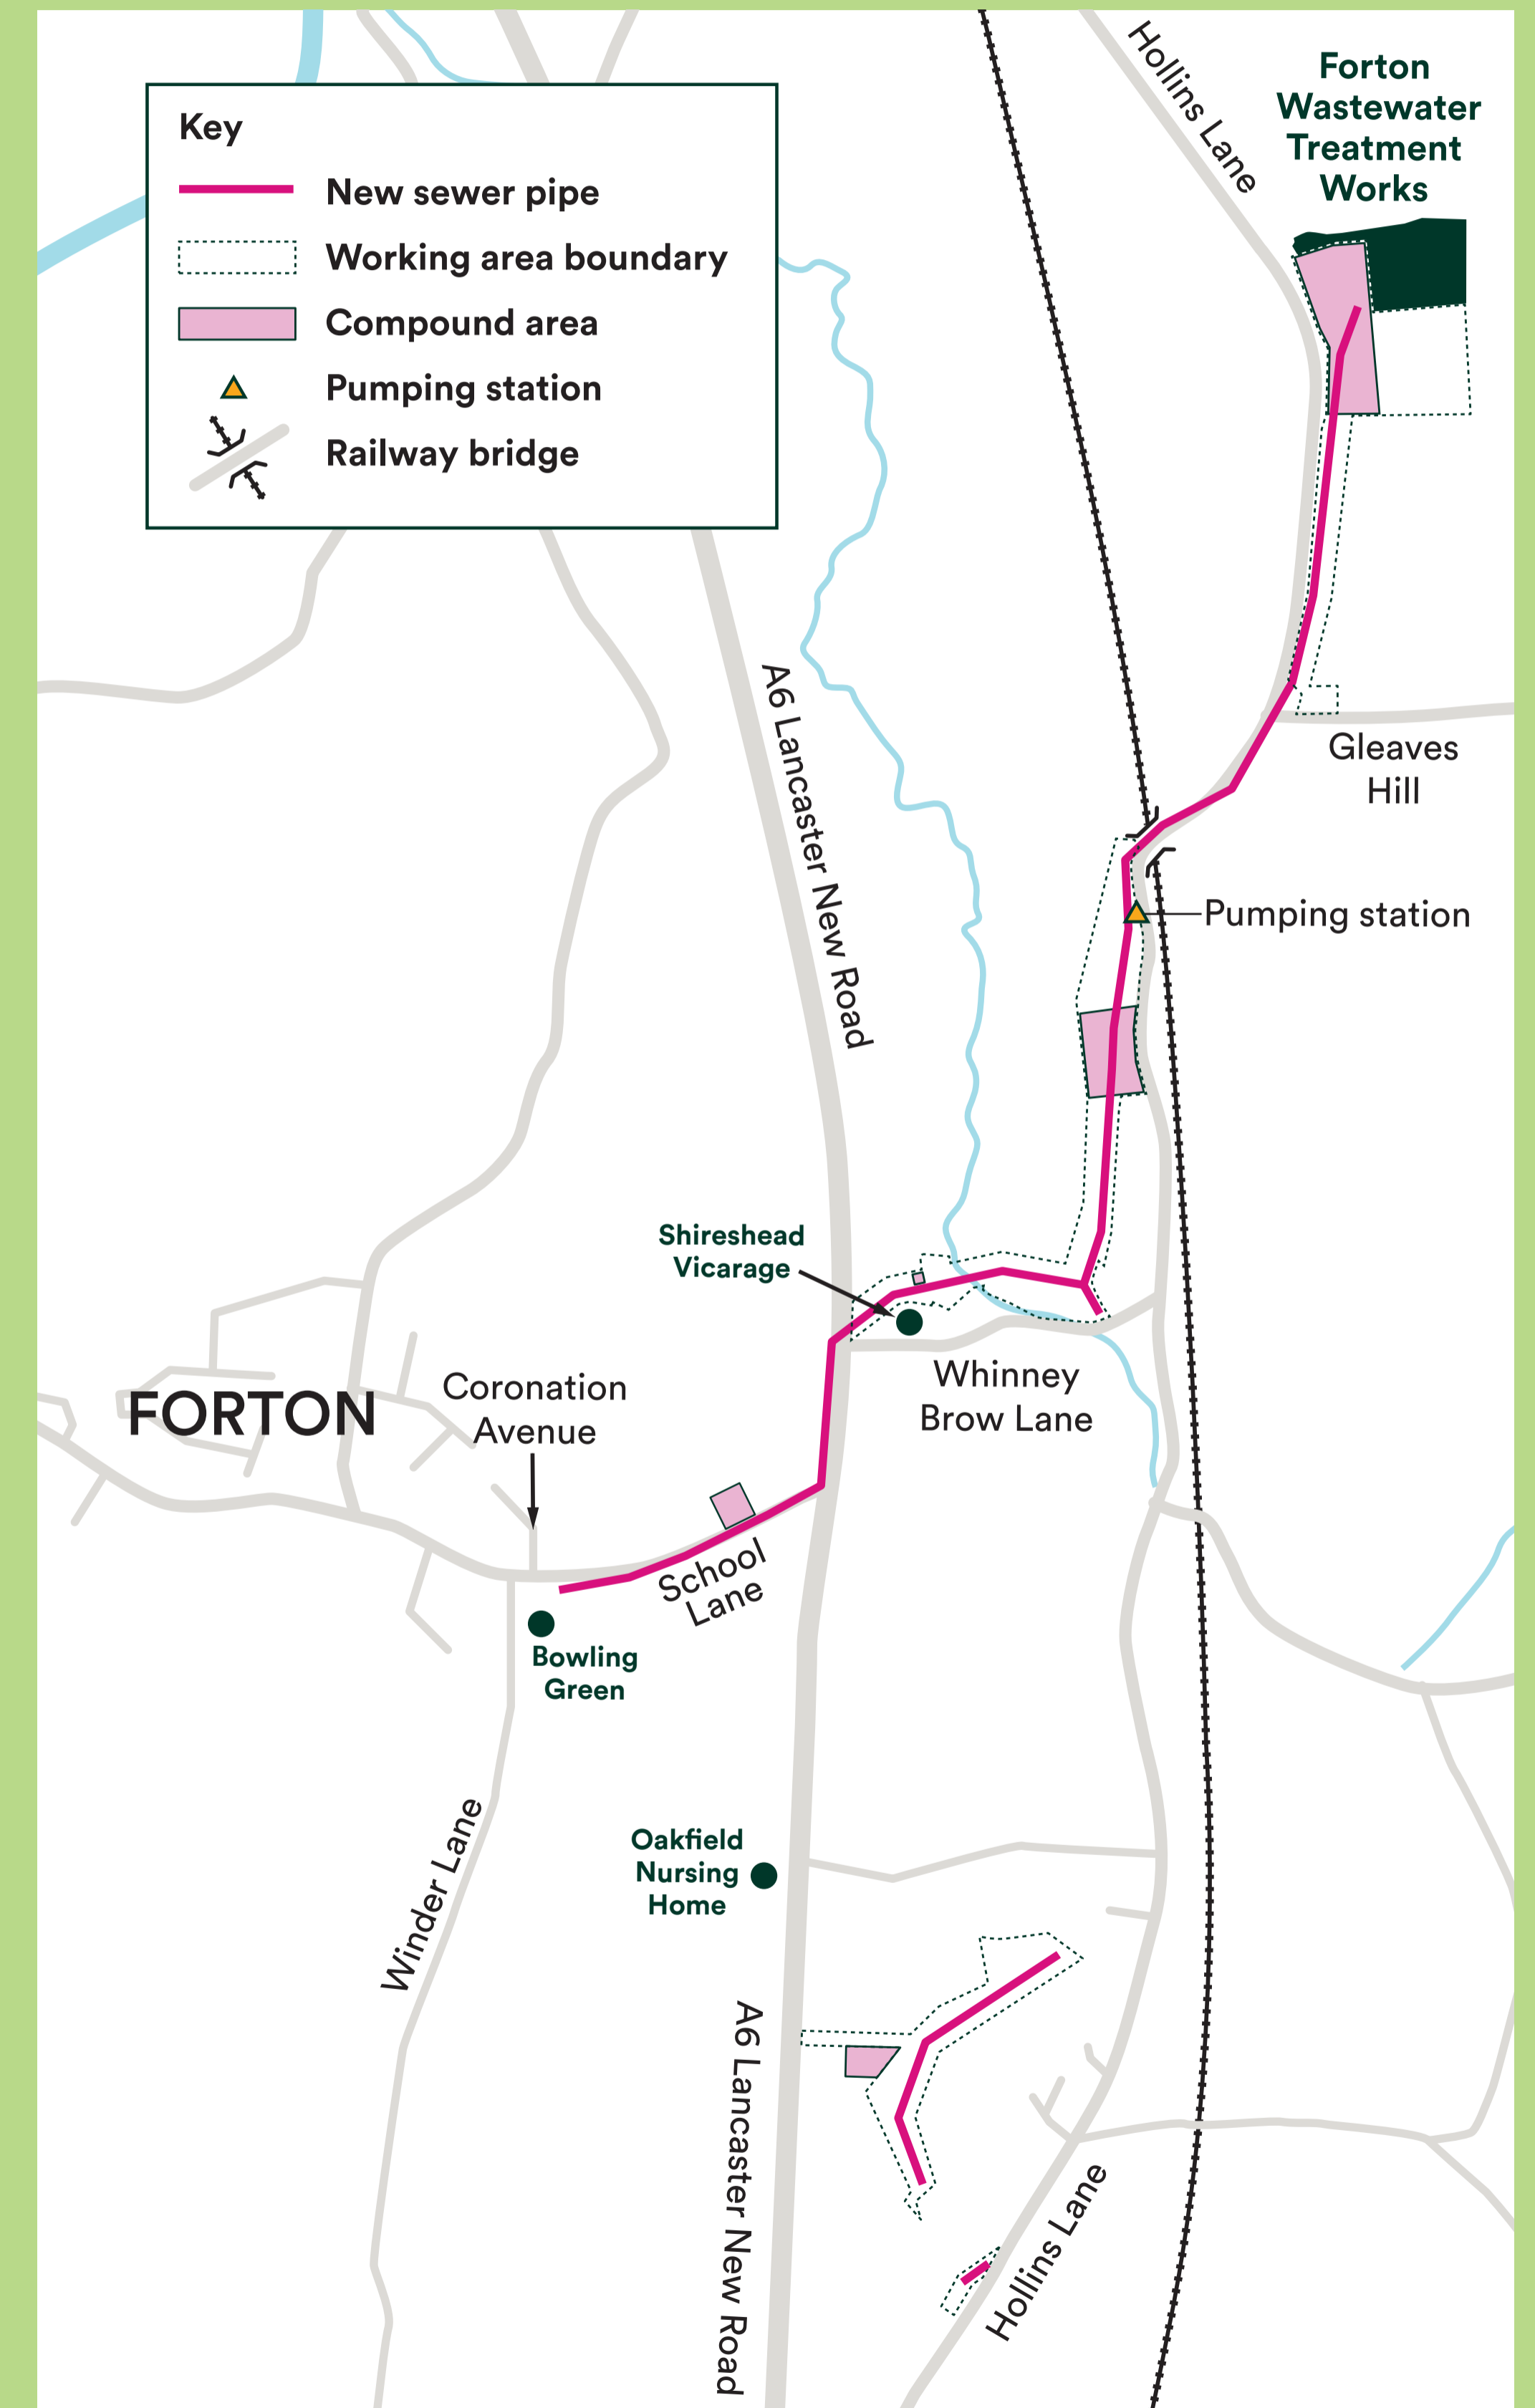 Key
New sewer pipe
Working area boundary
Compound area
Pumping station
Railway bridge
Hollins Lane
Forton
Wastewater
Treatment
Works
A6 Lancaster New Road
Gleaves
Hill
Pumping station
Shireshead
Vicarage
Whinney
Brow Lane
FORTON
Coronation
Avenue
School
Lane
Bowling
Green
Winder Lane
Oakfield
Nursing
Home
A6 Lancaster New Road
Hollins Lane